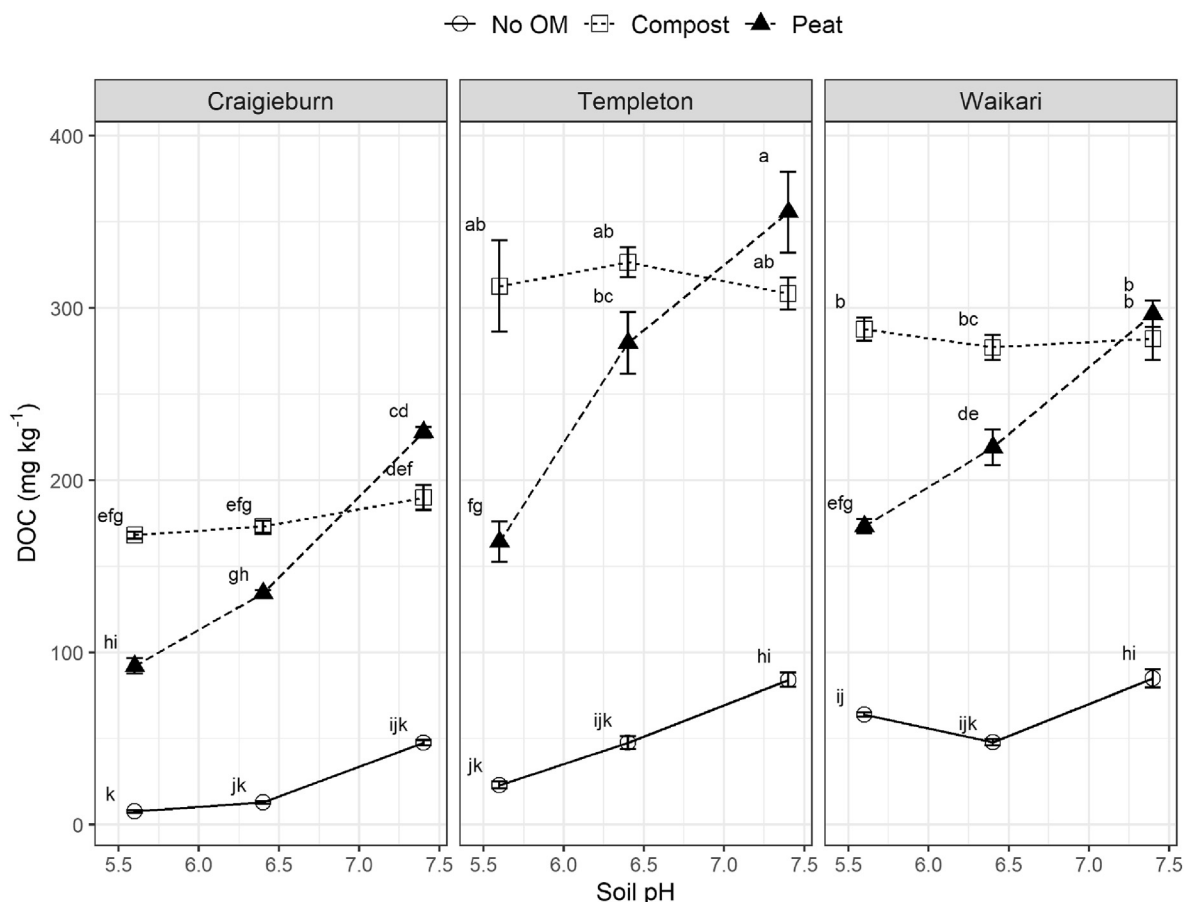 No OM Compost Peat
Craigieburn Templeton Waikari
400
300
200
100
0
DOC (mg kg⁻¹)
efg efg def
hi gh cd
k jk ijk
ab ab ab
fg bc a
jk ijk hi
b bc b
efg de b
ij ijk hi
5.5 6.0 6.5 7.0 7.5 5.5 6.0 6.5 7.0 7.5 5.5 6.0 6.5 7.0 7.5
Soil pH